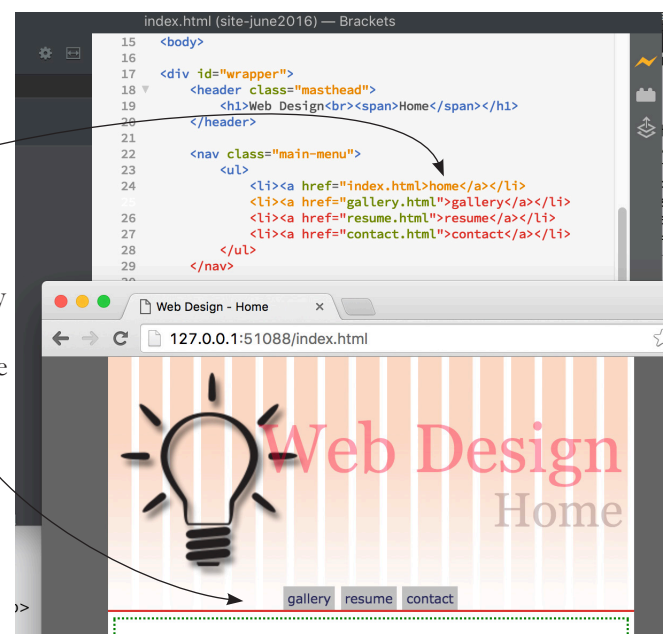 index.html (site-june2016) — Brackets
15 <body>
16
17 <div id="wrapper">
18 <header class="masthead">
19 <h1>Web Design<br><span>Home</span></h1>
20 </header>
21
22 <nav class="main-menu">
23 <ul>
24 <li><a href="index.html>home</a></li>
25 <li><a href="gallery.html">gallery</a></li>
26 <li><a href="resume.html">resume</a></li>
27 <li><a href="contact.html">contact</a></li>
28 </ul>
29 </nav>
Web Design - Home
127.0.0.1:51088/index.html
Web Design
Home
gallery resume contact